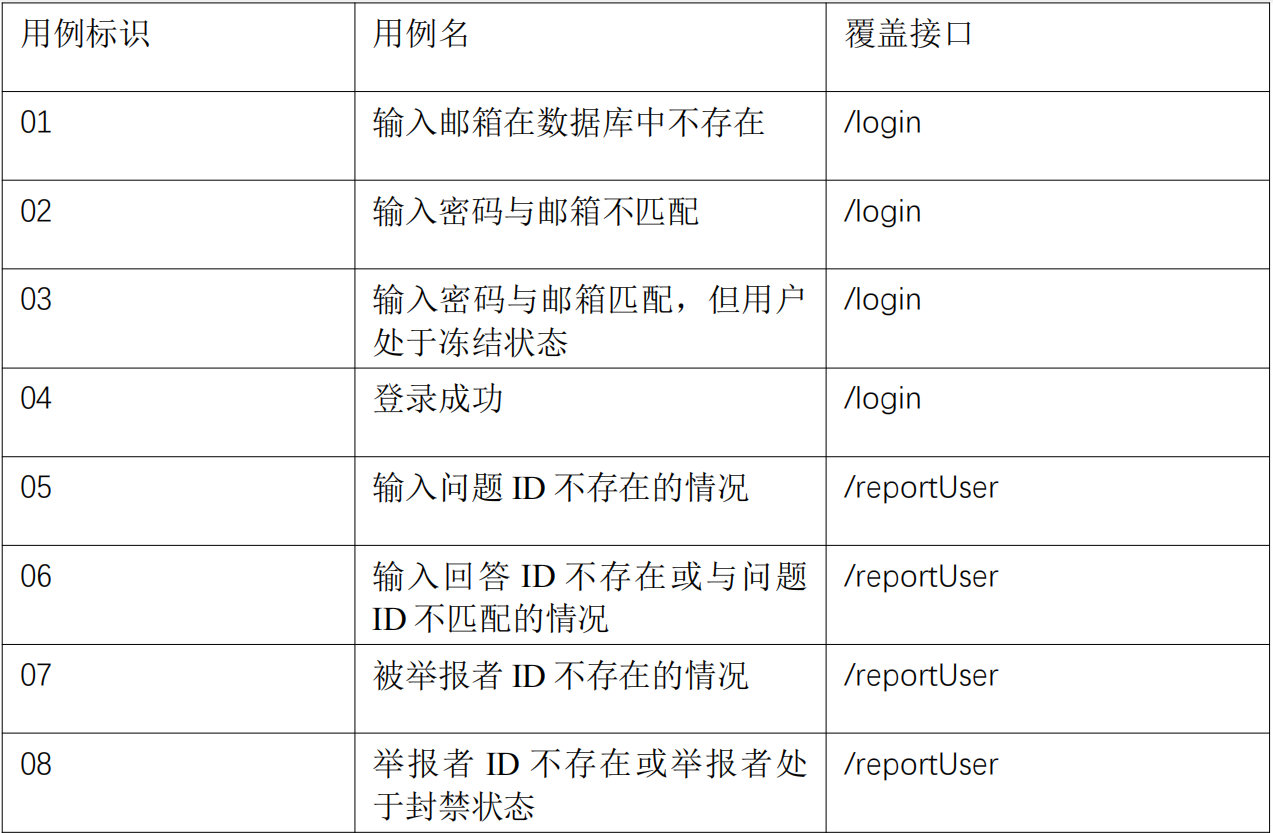 用例标识 用例名 覆盖接口
01 输入邮箱在数据库中不存在 /login
02 输入密码与邮箱不匹配 /login
03 输入密码与邮箱匹配，但用户 /login
处于冻结状态
04 登录成功 /login
05 输入问题 ID 不存在的情况 /reportUser
06 输入回答 ID 不存在或与问题 /reportUser
ID 不匹配的情况
07 被举报者 ID 不存在的情况 /reportUser
08 举报者 ID 不存在或举报者处 /reportUser
于封禁状态